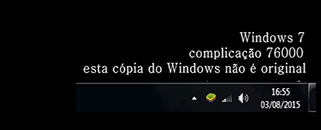 Windows 7
complicação 76000
esta cópia do Windows não é original
16:55
03/08/2015